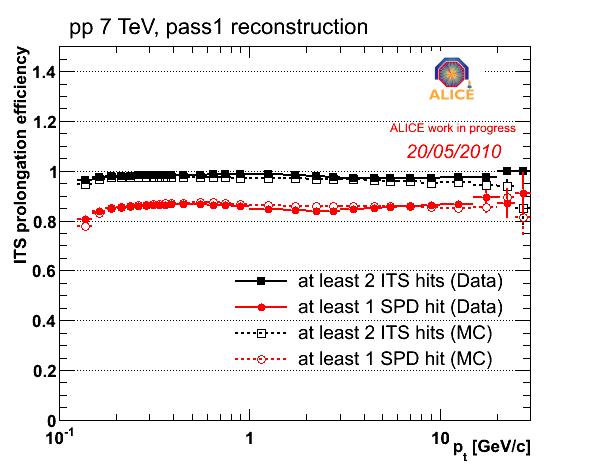 pp 7 TeV, pass1 reconstruction
ITS prolongation efficiency
1.4
1.2
1
0.8
0.6
0.4
0.2
0
ALICE
ALICE work in progress
20/05/2010
at least 2 ITS hits (Data)
at least 1 SPD hit (Data)
at least 2 ITS hits (MC)
at least 1 SPD hit (MC)
10⁻¹ 1 10
pₜ [GeV/c]